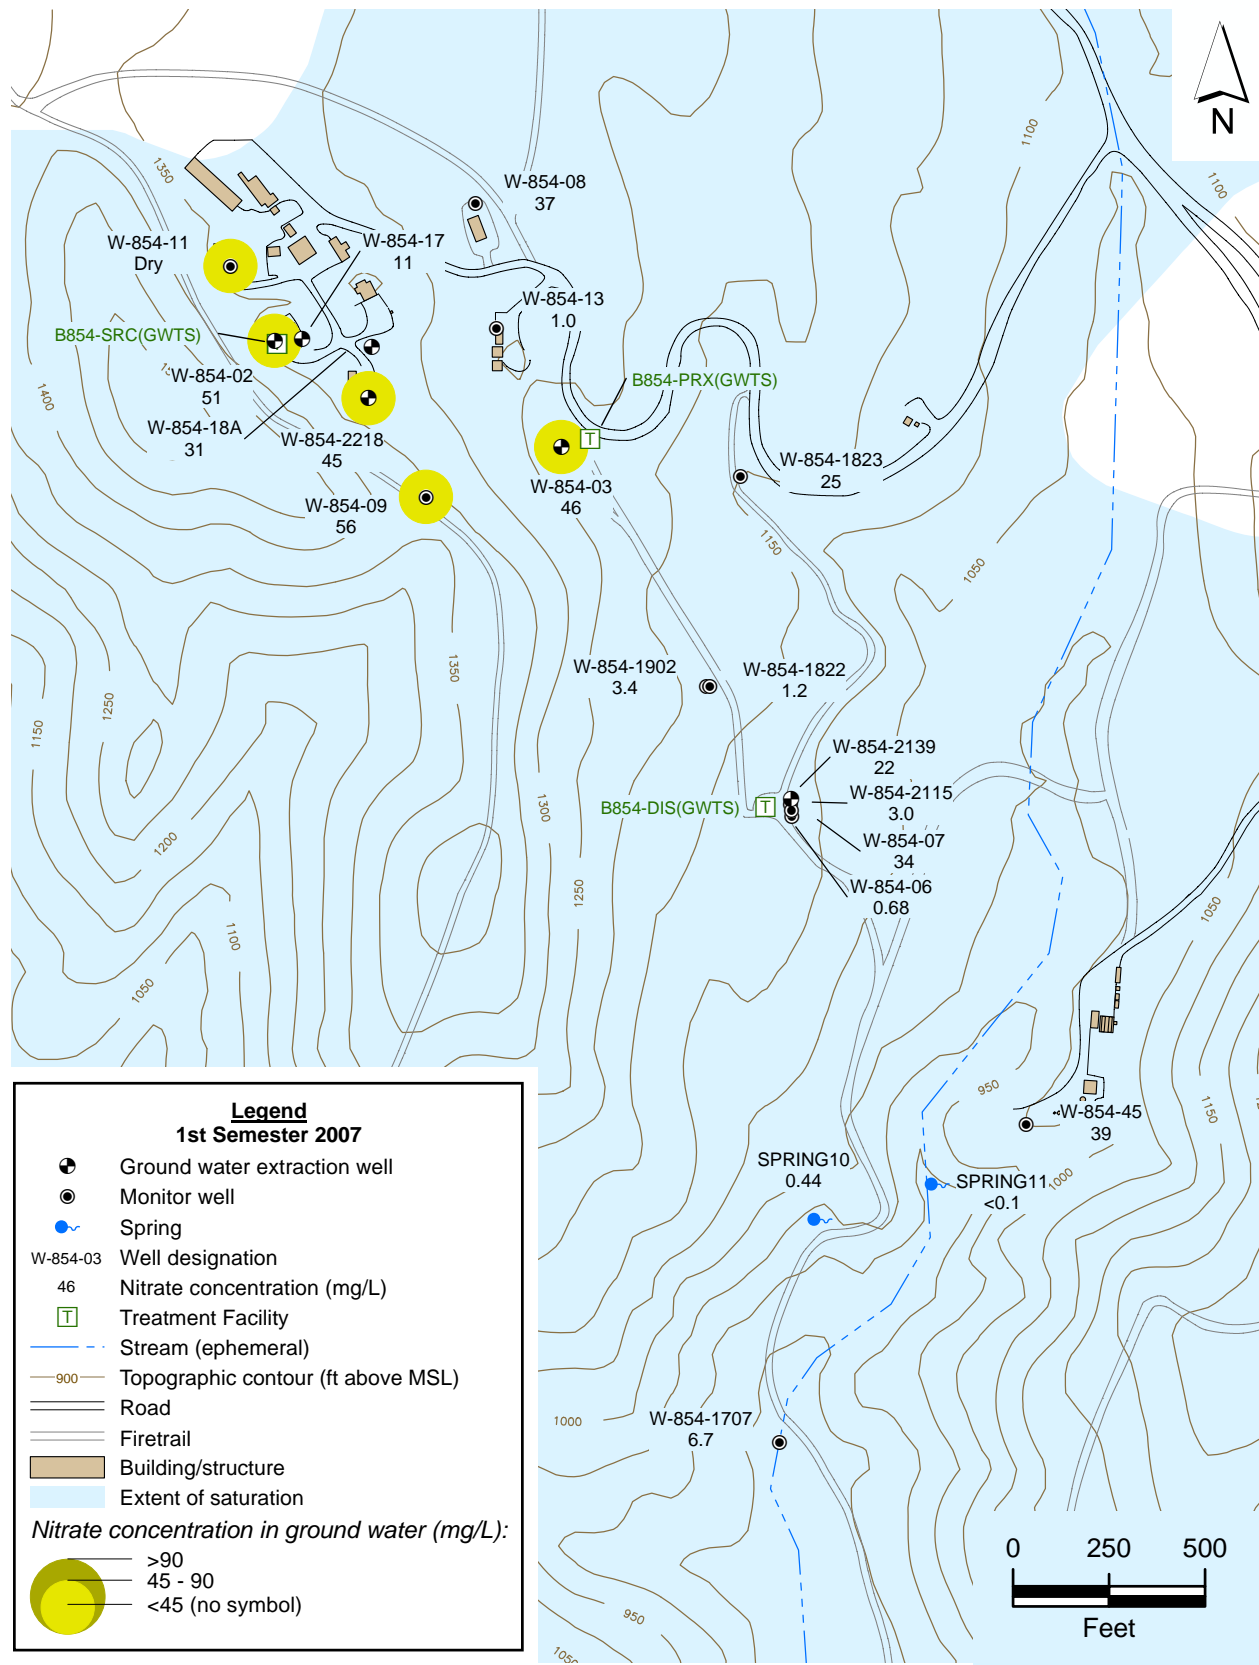 N
1100
1100
1350
W-854-08
37
W-854-11
Dry
W-854-17
11
W-854-13
1.0
B854-SRC(GWTS)
W-854-02
51
1400
B854-PRX(GWTS)
W-854-18A
31
W-854-2218
45
T
W-854-1823
25
W-854-03
46
W-854-09
56
1150
1050
W-854-1902
3.4
W-854-1822
1.2
1350
1250
1150
W-854-2139
22
W-854-2115
3.0
B854-DIS(GWTS)
T
1300
1200
W-854-07
34
W-854-06
0.68
1250
1050
1100
1050
950
1150
W-854-45
39
SPRING10
0.44
SPRING11
<0.1
1000
1000
W-854-1707
6.7
950
1050
Legend
1st Semester 2007
Ground water extraction well
Monitor well
Spring
W-854-03 Well designation
46 Nitrate concentration (mg/L)
T Treatment Facility
Stream (ephemeral)
900 Topographic contour (ft above MSL)
Road
Firetrail
Building/structure
Extent of saturation
Nitrate concentration in ground water (mg/L):
>90
45 - 90
<45 (no symbol)
0 250 500
Feet